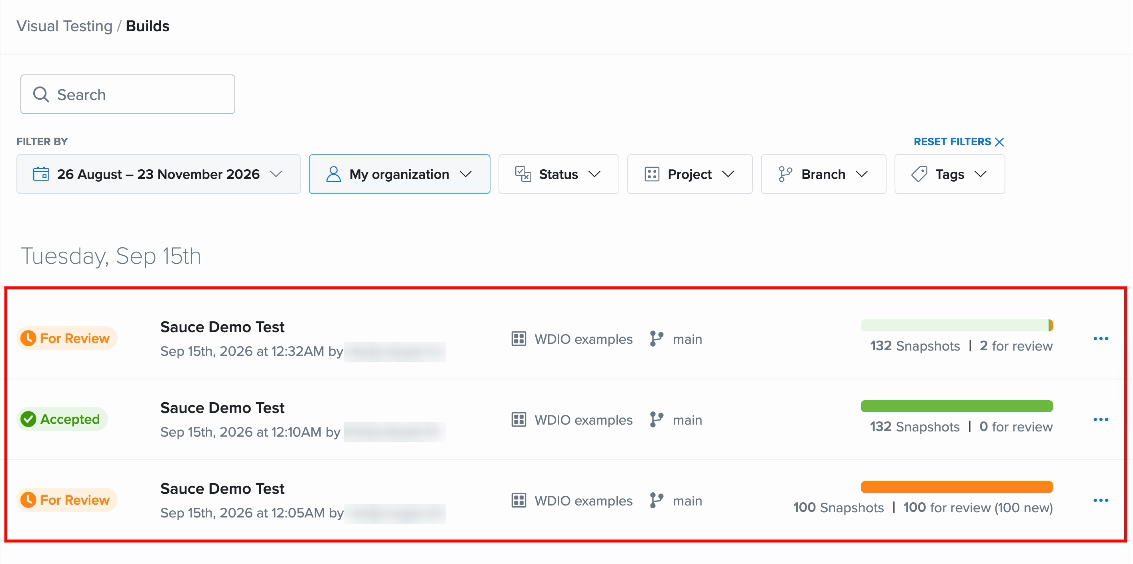 Visual Testing / Builds
Search
FILTER BY
RESET FILTERS
26 August – 23 November 2026
My organization
Status
Project
Branch
Tags
Tuesday, Sep 15th
For Review
Sauce Demo Test
Sep 15th, 2026 at 12:32AM by
WDIO examples
main
132 Snapshots | 2 for review
Accepted
Sauce Demo Test
Sep 15th, 2026 at 12:10AM by
WDIO examples
main
132 Snapshots | 0 for review
For Review
Sauce Demo Test
Sep 15th, 2026 at 12:05AM by
WDIO examples
main
100 Snapshots | 100 for review (100 new)